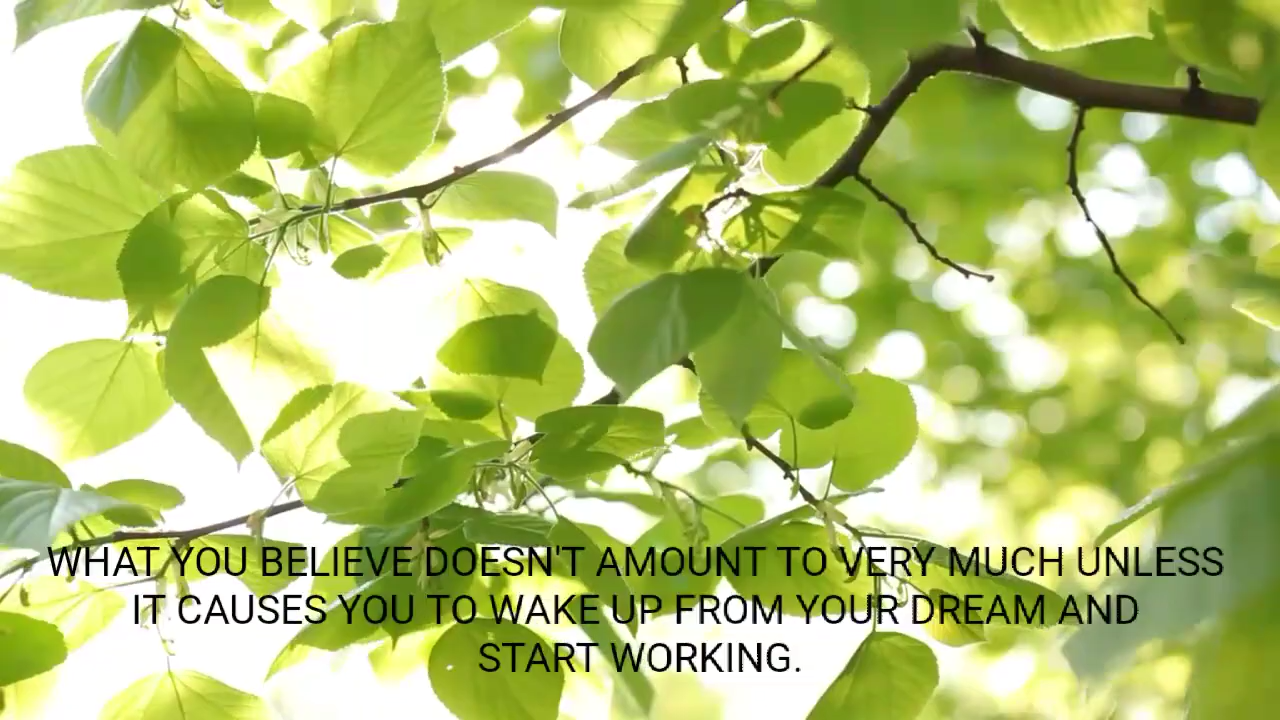 WHAT YOU BELIEVE DOESN'T AMOUNT TO VERY MUCH UNLESS
IT CAUSES YOU TO WAKE UP FROM YOUR DREAM AND
START WORKING.